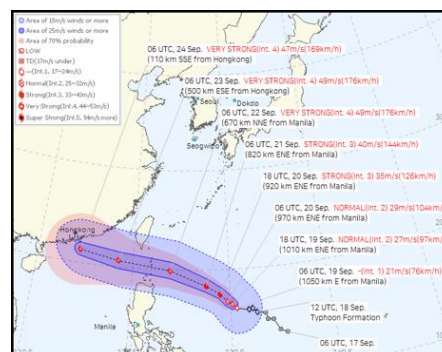 Area of 15m/s winds or more
Area of 25m/s winds or more
Area of 70% probability
LOW
TD(17m/s under)
-(Int.1, 17~24m/s)
Normal(Int.2, 25~32m/s)
Strong(Int.3, 33~43m/s)
Very Strong(Int.4, 44~53m/s)
Super Strong(Int.5, 54m/s more)
06 UTC, 24 Sep. VERY STRONG(Int. 4) 47m/s(169km/h)
(110 km SSE from Hongkong)
06 UTC, 23 Sep. VERY STRONG(Int. 4) 49m/s(176km/h)
(500 km ESE from Hongkong)
Seoul
Dokdo
06 UTC, 22 Sep. VERY STRONG(Int. 4) 49m/s(176km/h)
(670 km NNE from Manila)
Seogwipo
06 UTC, 21 Sep. STRONG(Int. 3) 40m/s(144km/h)
(820 km ENE from Manila)
18 UTC, 20 Sep. STRONG(Int. 3) 35m/s(126km/h)
(920 km ENE from Manila)
06 UTC, 20 Sep. NORMAL(Int. 2) 29m/s(104km/h)
(970 km ENE from Manila)
Hongkong
18 UTC, 19 Sep. NORMAL(Int. 2) 27m/s(97km/h)
(1010 km ENE from Manila)
06 UTC, 19 Sep. -(Int. 1) 21m/s(76km/h)
(1050 km E from Manila)
12 UTC, 18 Sep.
Typhoon Formation
Manila
06 UTC, 17 Sep.